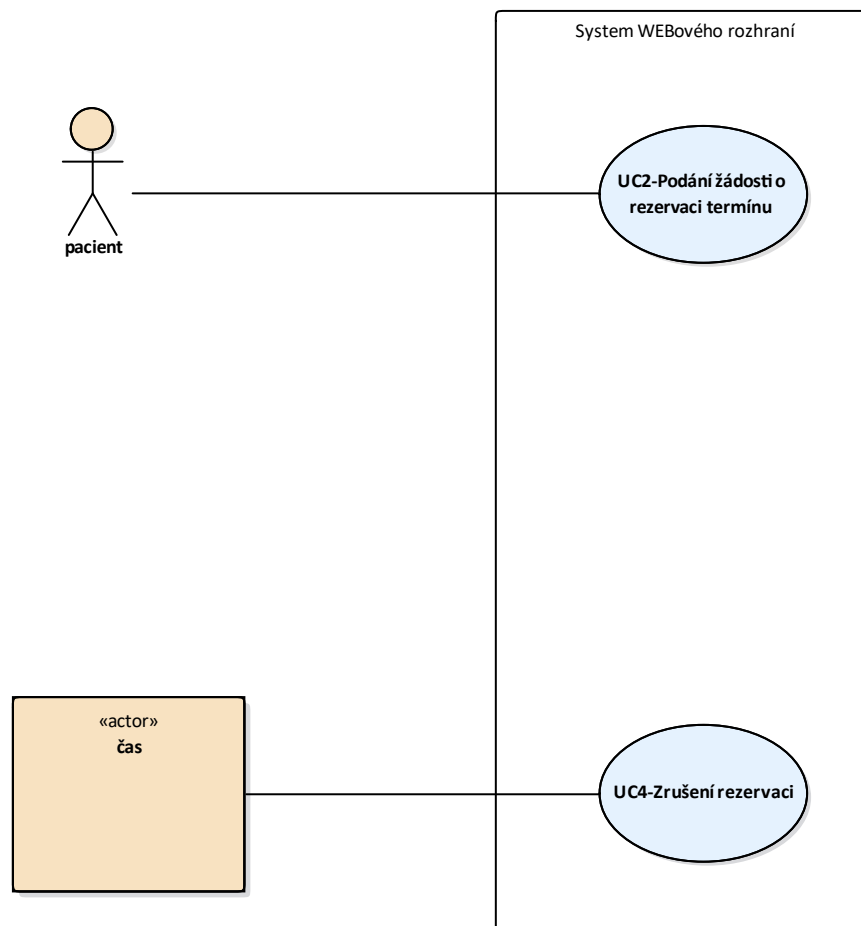 System WEBového rozhraní
UC2-Podání žádosti o
rezervaci termínu
pacient
«actor»
čas
UC4-Zrušení rezervaci